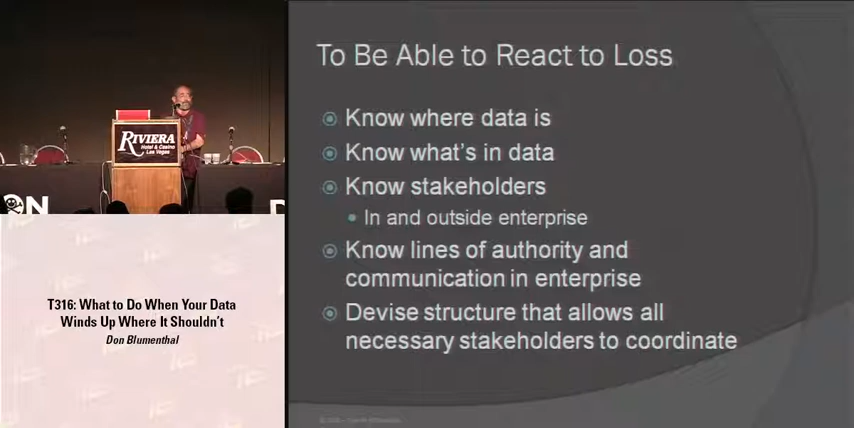 To Be Able to React to Loss
Know where data is
Know what's in data
Know stakeholders
In and outside enterprise
Know lines of authority and
communication in enterprise
Devise structure that allows all
necessary stakeholders to coordinate
RIVIERA
Hotel & Casino
Las Vegas
ON
D
T316: What to Do When Your Data
Winds Up Where It Shouldn't
Don Blumenthal